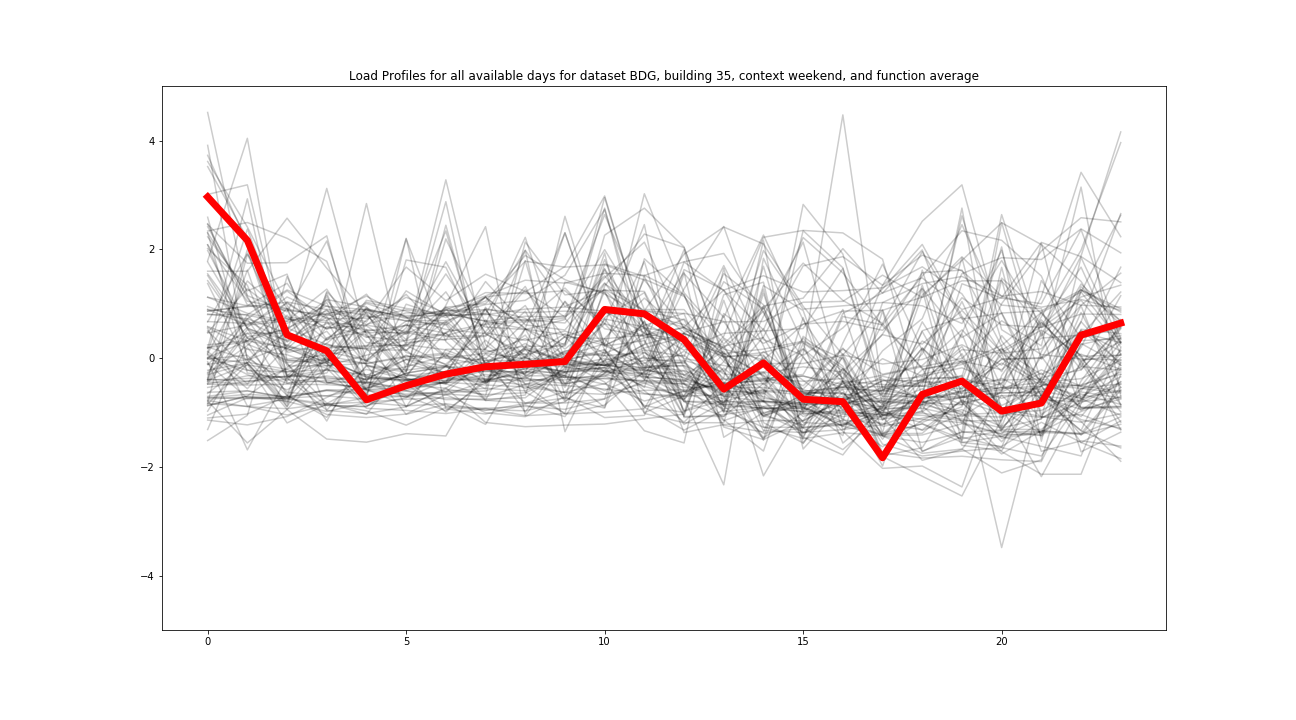 Load Profiles for all available days for dataset BDG, building 35, context weekend, and function average
4
2
0
−2
−4
0 5 10 15 20